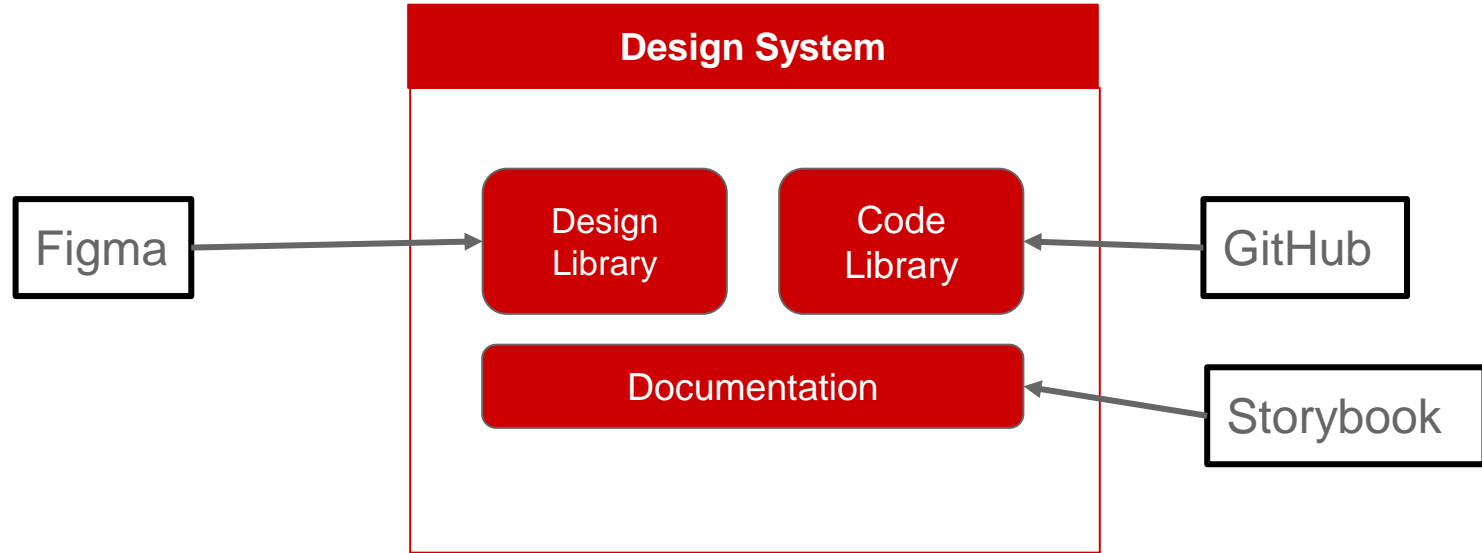 Design System
Figma
Design
Library
Code
Library
GitHub
Documentation
Storybook